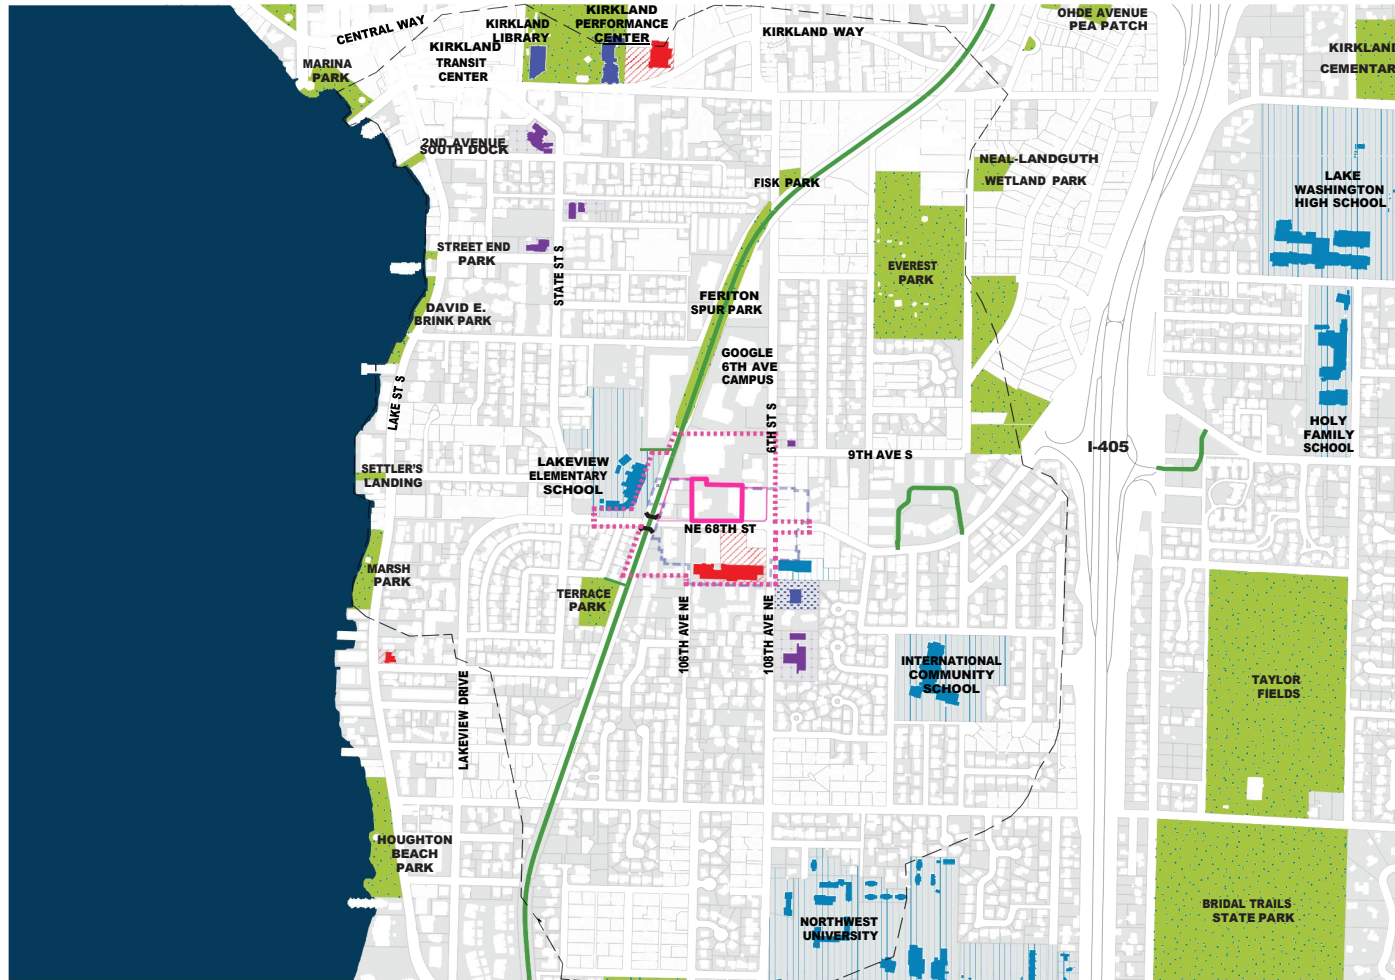 CENTRAL WAY
KIRKLAND
LIBRARY
KIRKLAND
PERFORMANCE
CENTER
KIRKLAND WAY
OHDE AVENUE
PEA PATCH
KIRKLAND
CEMENTAR
MARINA
PARK
KIRKLAND
TRANSIT
CENTER
2ND AVENUE
SOUTH DOCK
FISK PARK
NEAL-LANDGUTH
WETLAND PARK
LAKE
WASHINGTON
HIGH SCHOOL
STREET END
PARK
STATE ST S
EVEREST
PARK
DAVID E.
BRINK PARK
FERITON
SPUR PARK
GOOGLE
6TH AVE
CAMPUS
LAKE ST S
6TH ST S
HOLY
FAMILY
SCHOOL
I-405
9TH AVE S
LAKEVIEW
ELEMENTARY
SCHOOL
SETTLER'S
LANDING
NE 68TH ST
MARSH
PARK
TERRACE
PARK
106TH AVE NE
108TH AVE NE
INTERNATIONAL
COMMUNITY
SCHOOL
TAYLOR
FIELDS
LAKEVIEW DRIVE
HOUGHTON
BEACH
PARK
NORTHWEST
UNIVERSITY
BRIDAL TRAILS
STATE PARK